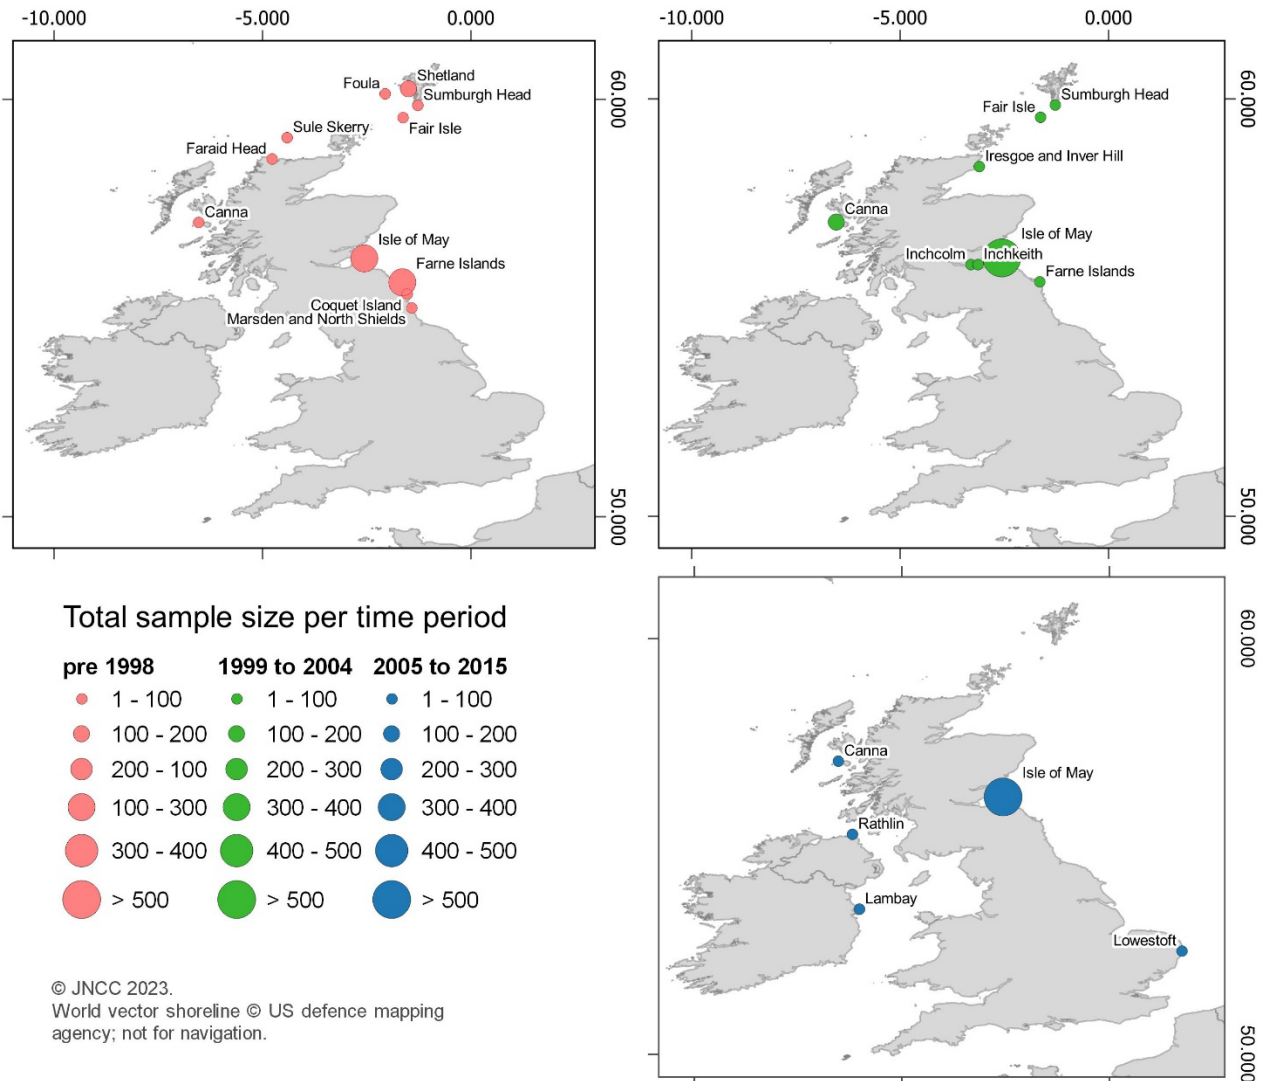 -10.000 -5.000 0.000
-10.000 -5.000 0.000
60.000
50.000
Shetland
Foula
Sumburgh Head
Fair Isle
Sule Skerry
Faraid Head
Canna
Isle of May
Farne Islands
Coquet Island
Marsden and North Shields
60.000
50.000
Sumburgh Head
Fair Isle
Iresgoe and Inver Hill
Canna
Isle of May
Inchcolm Inchkeith
Farne Islands
Total sample size per time period
pre 1998 1999 to 2004 2005 to 2015
1 - 100 1 - 100 1 - 100
100 - 200 100 - 200 100 - 200
200 - 100 200 - 300 200 - 300
100 - 300 300 - 400 300 - 400
300 - 400 400 - 500 400 - 500
> 500 > 500 > 500
© JNCC 2023.
World vector shoreline © US defence mapping
agency; not for navigation.
60.000
50.000
Canna
Isle of May
Rathlin
Lambay
Lowestoft